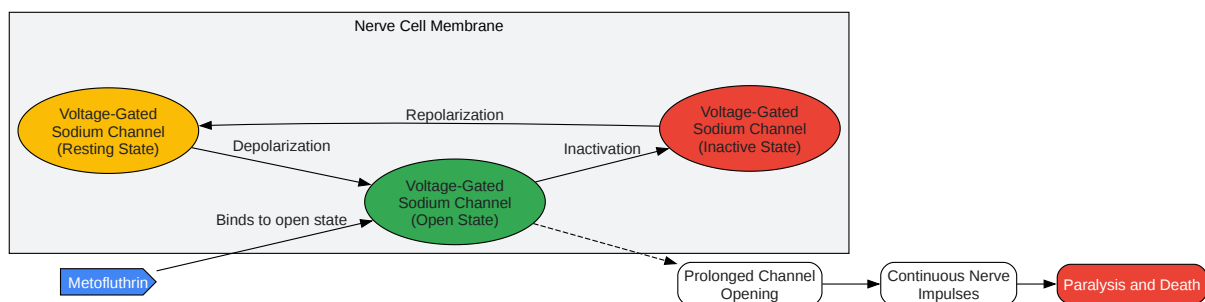 Nerve Cell Membrane
Voltage-Gated
Sodium Channel
(Resting State)
Repolarization
Depolarization
Voltage-Gated
Sodium Channel
(Inactive State)
Inactivation
Voltage-Gated
Sodium Channel
(Open State)
Binds to open state
Metofluthrin
Prolonged Channel
Opening
Continuous Nerve
Impulses
Paralysis and Death